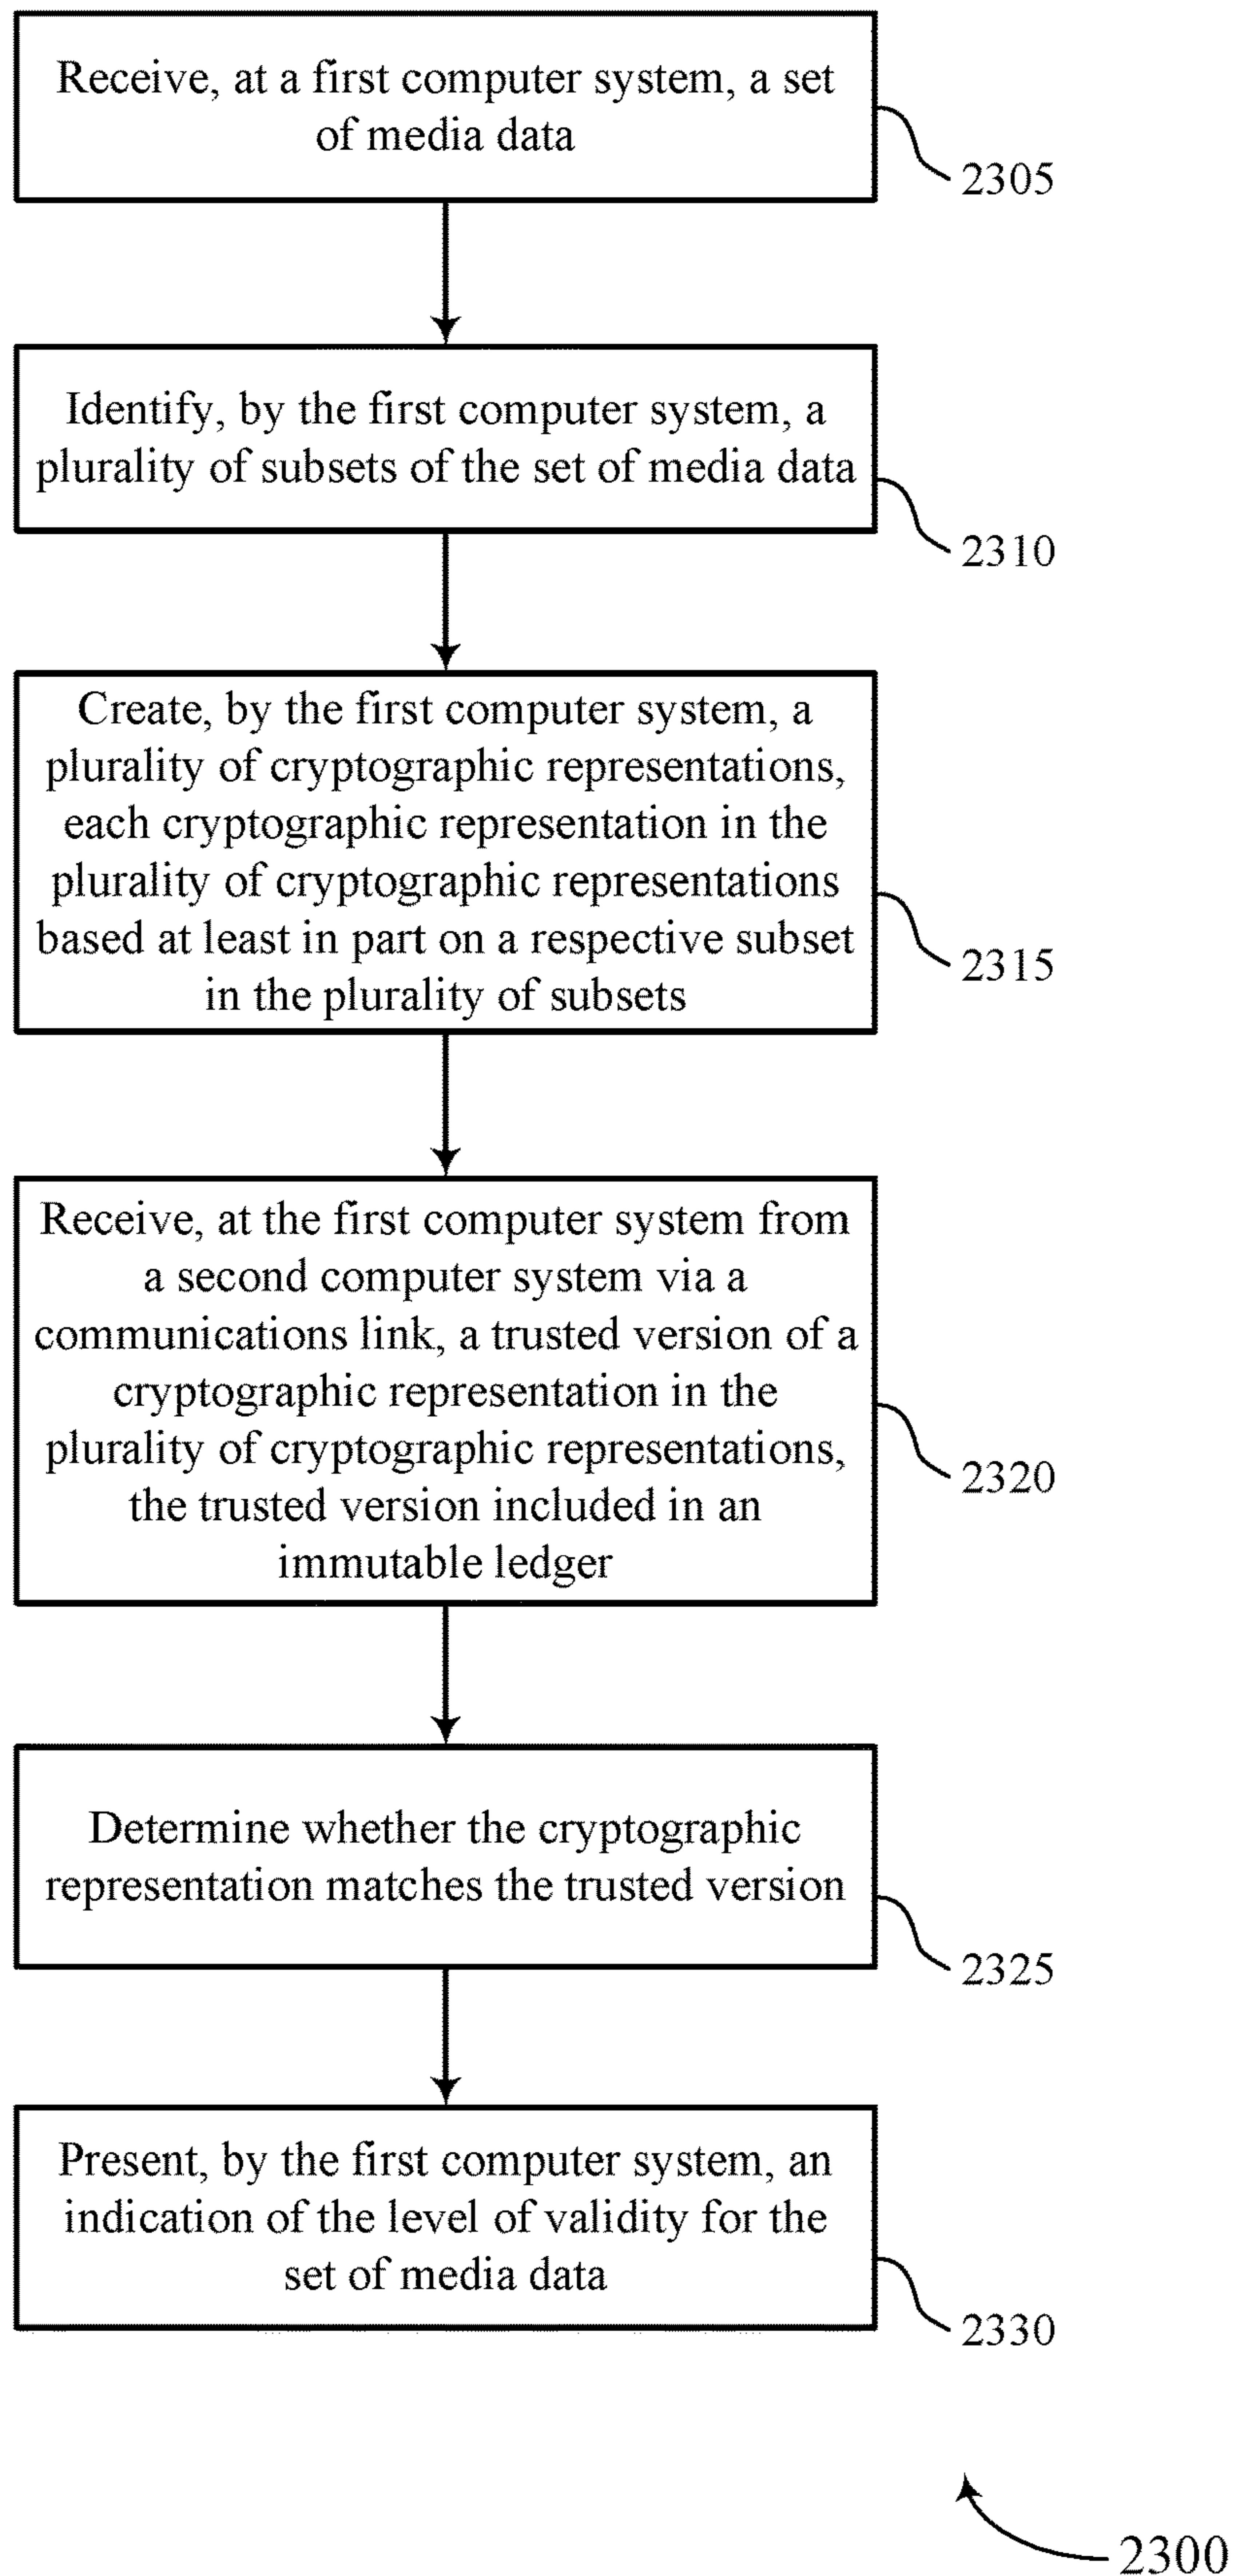 Receive, at a first computer system, a set
of media data
2305
Identify, by the first computer system, a
plurality of subsets of the set of media data
2310
Create, by the first computer system, a
plurality of cryptographic representations,
each cryptographic representation in the
plurality of cryptographic representations
based at least in part on a respective subset
in the plurality of subsets
2315
Receive, at the first computer system from
a second computer system via a
communications link, a trusted version of a
cryptographic representation in the
plurality of cryptographic representations,
the trusted version included in an
immutable ledger
2320
Determine whether the cryptographic
representation matches the trusted version
2325
Present, by the first computer system, an
indication of the level of validity for the
set of media data
2330
2300